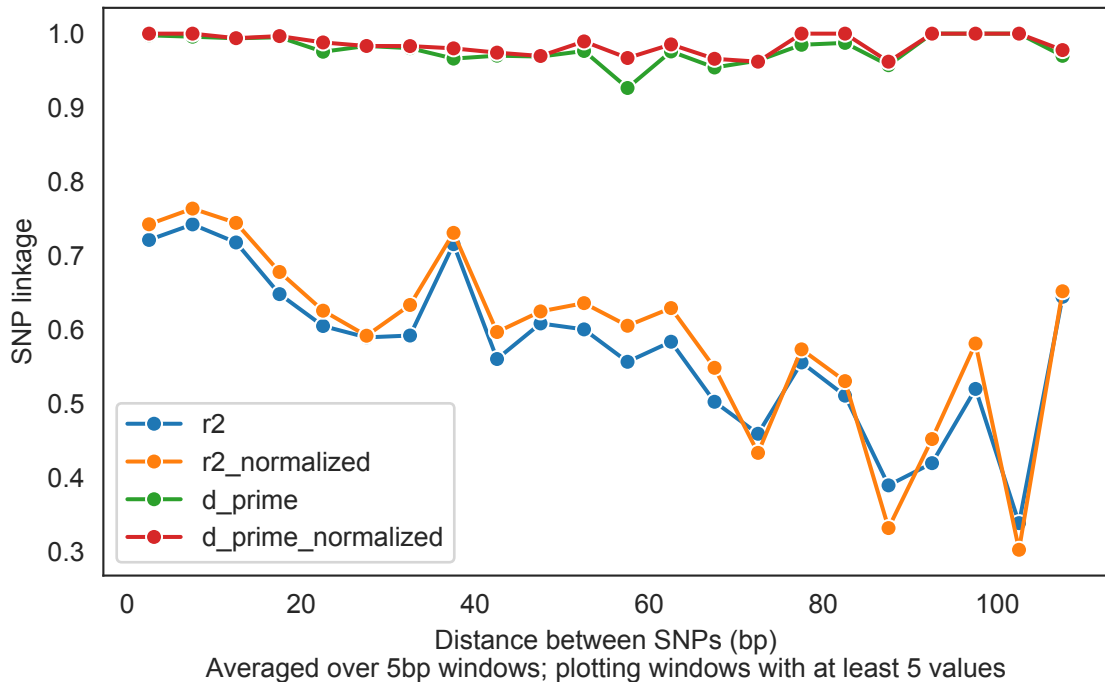 1.0
0.9
0.8
0.7
0.6
0.5
0.4
0.3
SNP linkage
r2
r2_normalized
d_prime
d_prime_normalized
0 20 40 60 80 100
Distance between SNPs (bp)
Averaged over 5bp windows; plotting windows with at least 5 values